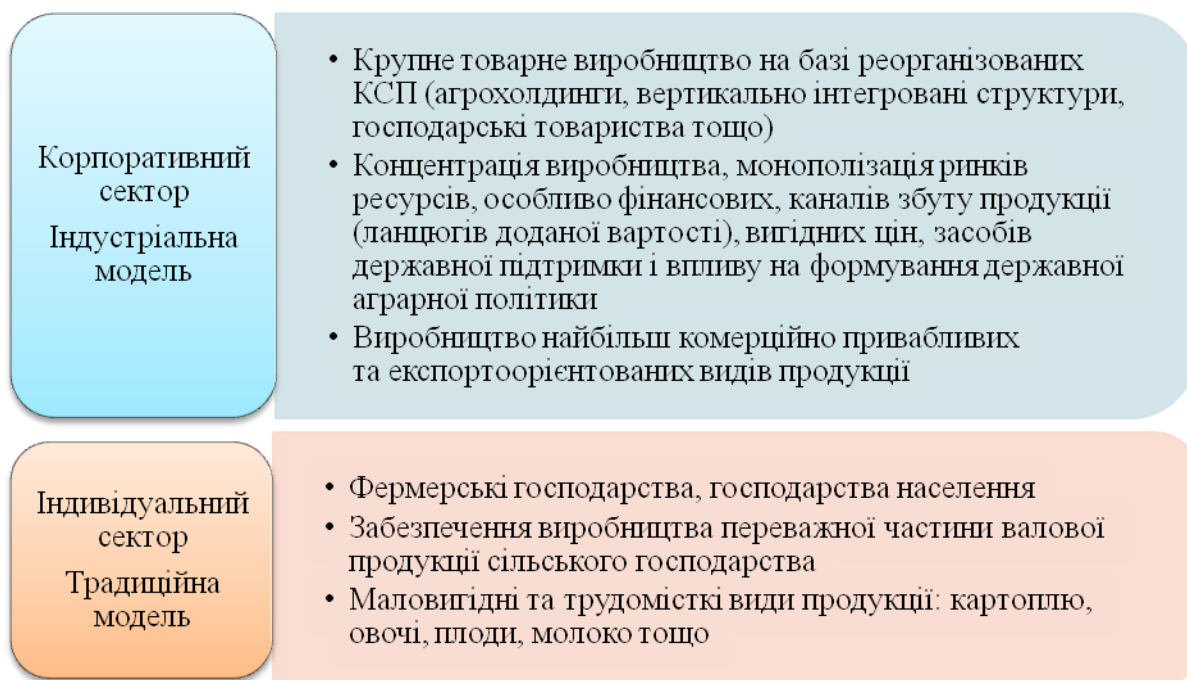 Корпоративний
сектор
Індустріальна
модель
• Крупне товарне виробництво на базі реорганізованих
КСП (агрохолдинги, вертикально інтегровані структури,
господарські товариства тощо)
• Концентрація виробництва, монополізація ринків
ресурсів, особливо фінансових, каналів збуту продукції
(ланцюгів доданої вартості), вигідних цін, засобів
державної підтримки і впливу на формування державної
аграрної політики
• Виробництво найбільш комерційно привабливих
та експортоорієнтованих видів продукції
Індивідуальний
сектор
Традиційна
модель
• Фермерські господарства, господарства населення
• Забезпечення виробництва переважної частини валової
продукції сільського господарства
• Маловигідні та трудомісткі види продукції: картоплю,
овочі, плоди, молоко тощо